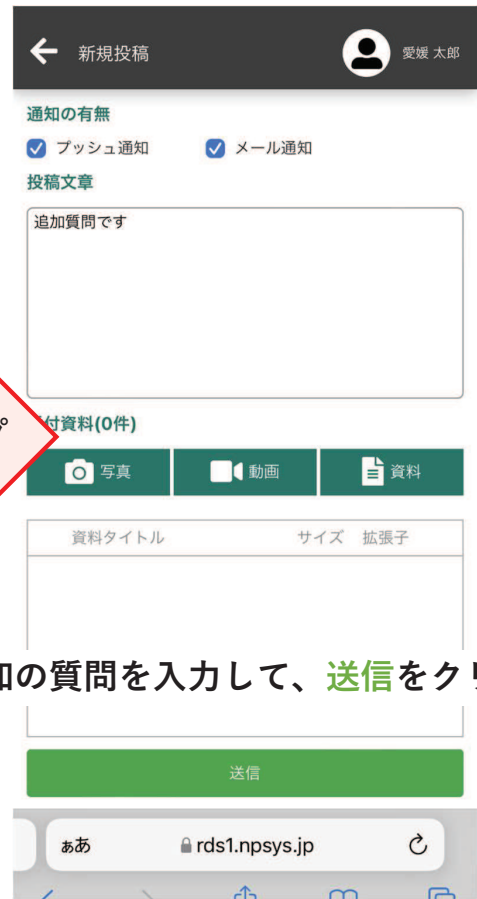 新規投稿
愛媛 太郎
通知の有無
プッシュ通知 メール通知
投稿文章
追加質問です
付資料(0件)
写真 動画 資料
資料タイトル サイズ 拡張子
の質問を入力して、送信をク
送信
ぁあ rds1.npsys.jp